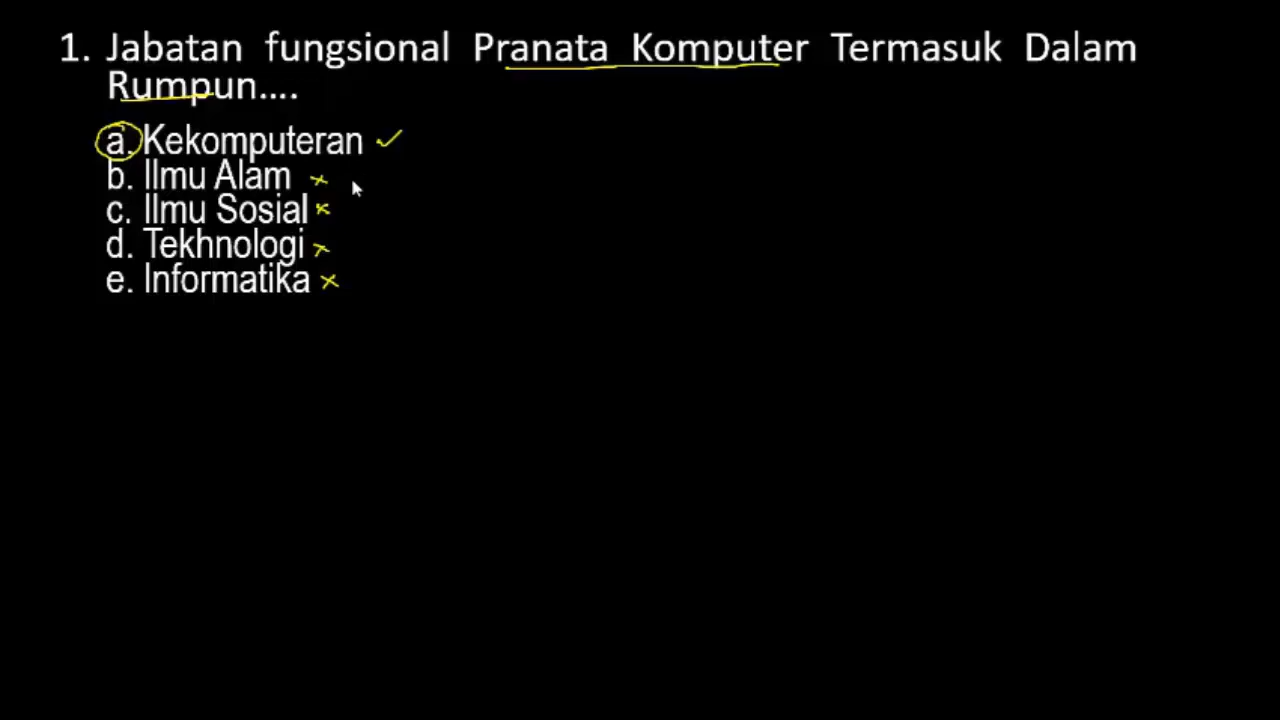 1. Jabatan fungsional Pranata Komputer Termasuk Dalam
Rumpun....
a. Kekomputeran
b. Ilmu Alam
c. Ilmu Sosial
d. Tekhnologi
e. Informatika